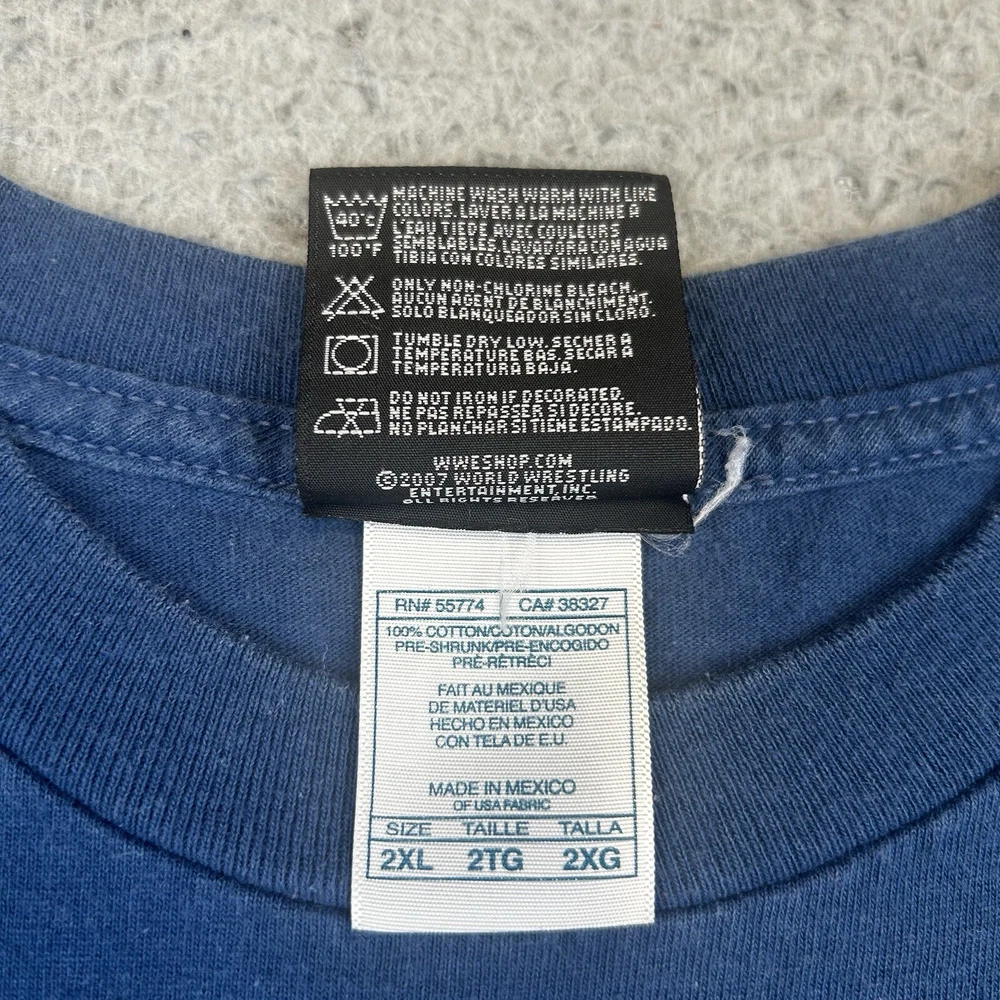 40°C
100°F
MACHINE WASH WARM WITH LIKE
COLORS. LAVER A LA MACHINE A
L'EAU TIEDE AVEC COULEURS
SEMBLABLES. LAVADORA CON AGUA
TIBIA CON COLORES SIMILARES.
ONLY NON-CHLORINE BLEACH.
AUCUN AGENT DE BLANCHIMENT.
SOLO BLANQUEADOR SIN CLORO.
TUMBLE DRY LOW. SECHER A
TEMPERATURE BAS. SECAR A
TEMPERATURA BAJA.
DO NOT IRON IF DECORATED.
NE PAS REPASSER SI DECORE.
NO PLANCHAR SI TIENE ESTAMPADO.
WWESHOP.COM
©2007 WORLD WRESTLING
ENTERTAINMENT, INC.
ALL RIGHTS RESERVED
RN# 55774 CA# 38327
100% COTTON/COTON/ALGODON
PRE-SHRUNK/PRE-ENCOGIDO
PRÉ-RÉTRÉCI
FAIT AU MEXIQUE
DE MATERIEL D'USA
HECHO EN MEXICO
CON TELA DE E.U.
MADE IN MEXICO
OF USA FABRIC
SIZE TAILLE TALLA
2XL 2TG 2XG